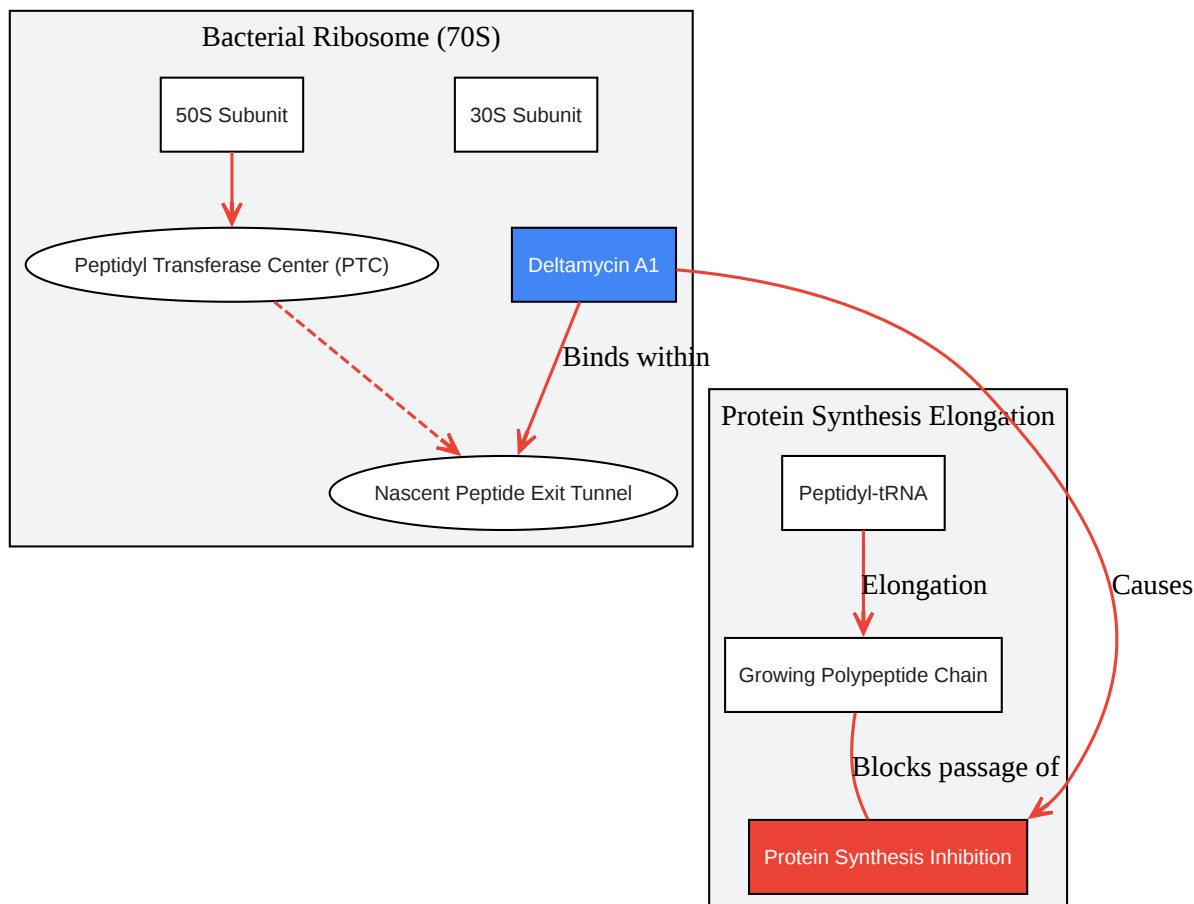 Bacterial Ribosome (70S)
50S Subunit
30S Subunit
Peptidyl Transferase Center (PTC)
Deltamycin A1
Binds within
Nascent Peptide Exit Tunnel
Protein Synthesis Elongation
Peptidyl-tRNA
Elongation
Causes
Growing Polypeptide Chain
Blocks passage of
Protein Synthesis Inhibition